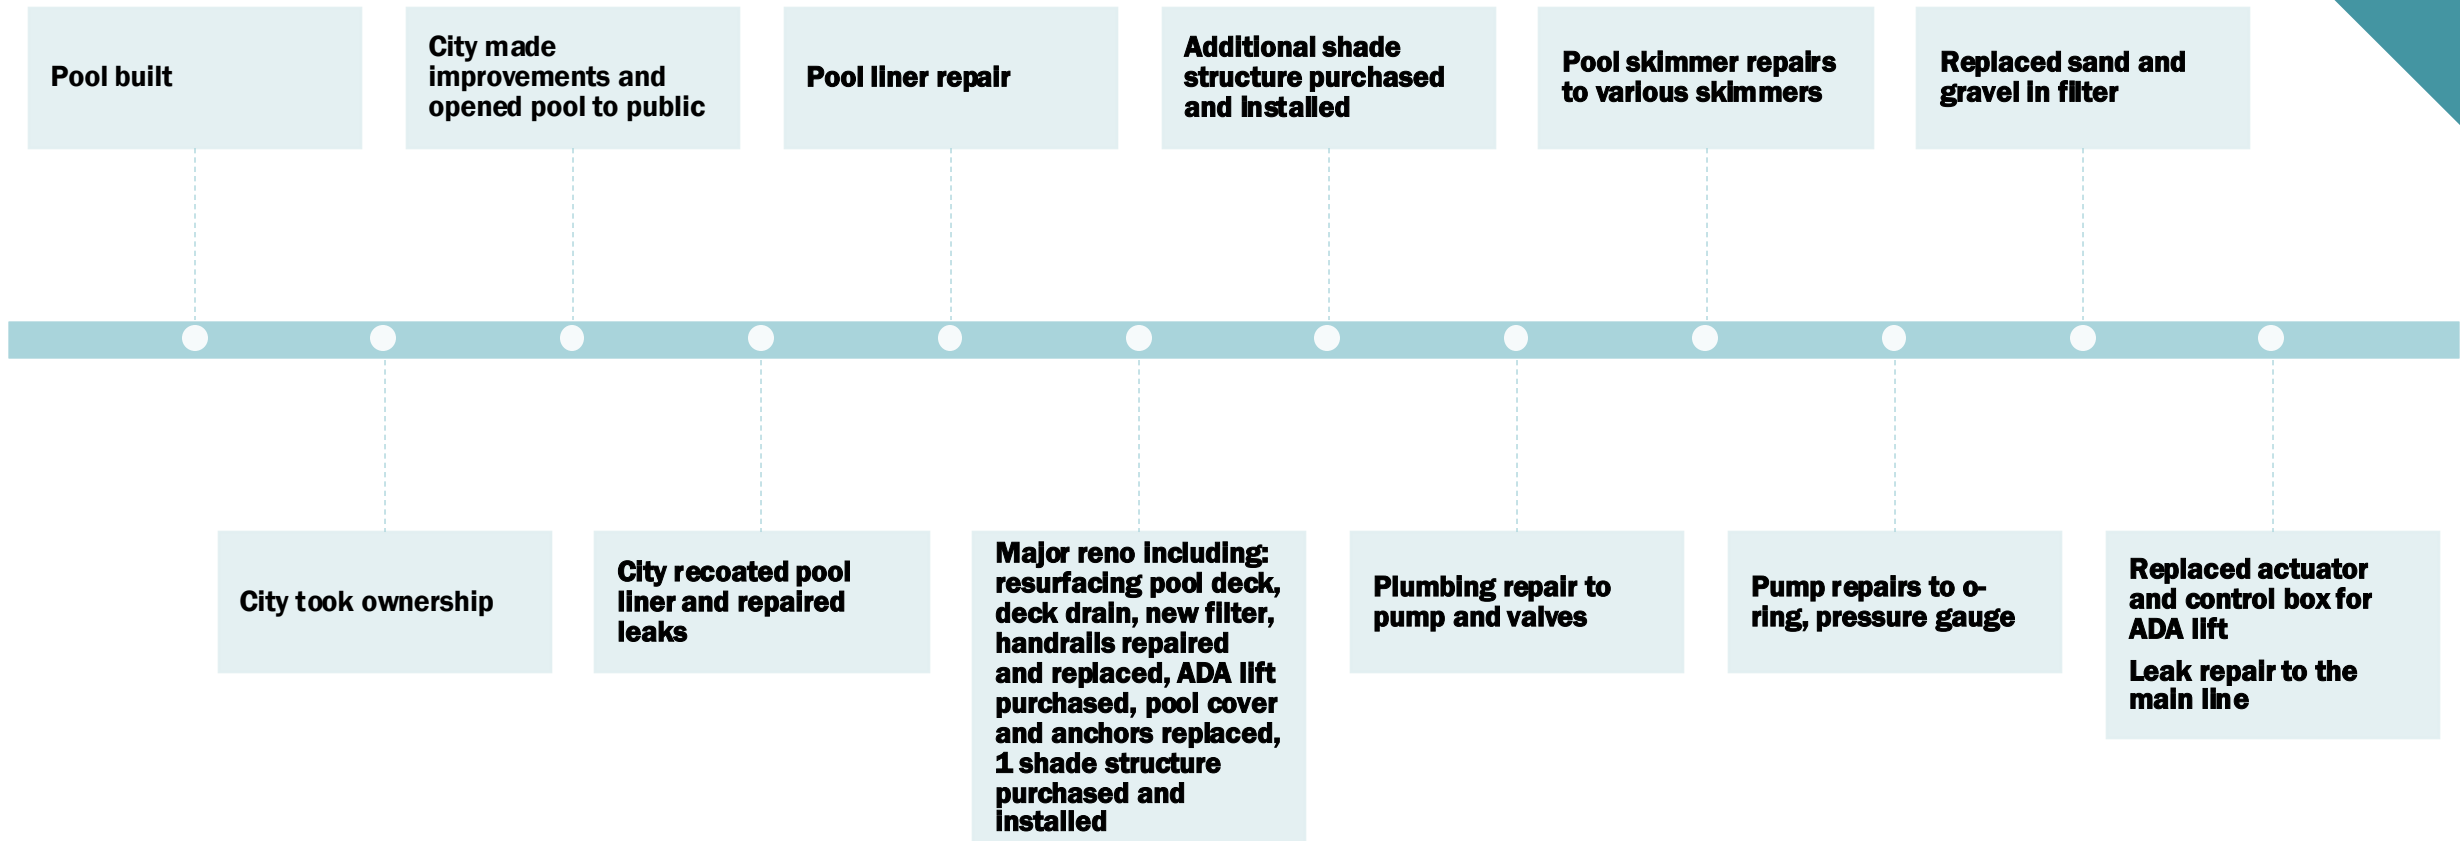 Pool built
City made
improvements and
opened pool to public
Pool liner repair
Additional shade
structure purchased
and installed
Pool skimmer repairs
to various skimmers
Replaced sand and
gravel in filter
City took ownership
City recoated pool
liner and repaired
leaks
Major reno including:
resurfacing pool deck,
deck drain, new filter,
handrails repaired
and replaced, ADA lift
purchased, pool cover
and anchors replaced,
1 shade structure
purchased and
installed
Plumbing repair to
pump and valves
Pump repairs to o-
ring, pressure gauge
Replaced actuator
and control box for
ADA lift
Leak repair to the
main line